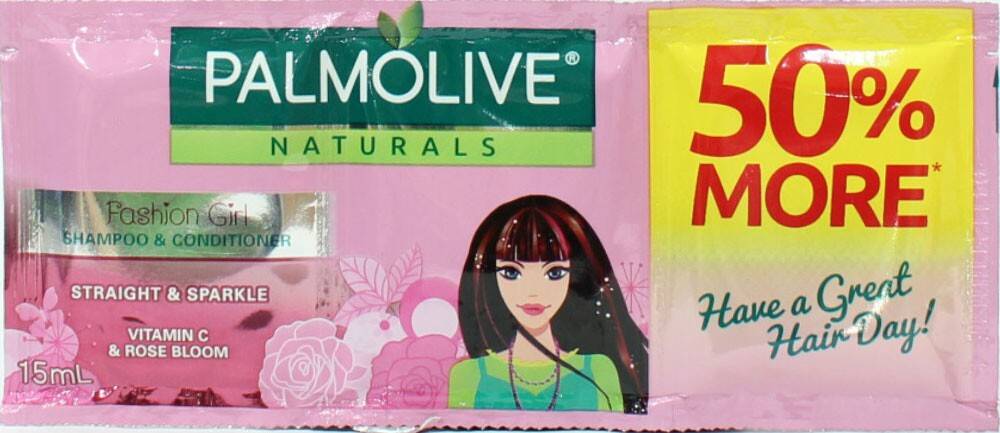 PALMOLIVE®
NATURALS
Fashion Girl
SHAMPOO & CONDITIONER
STRAIGHT & SPARKLE
VITAMIN C
& ROSE BLOOM
15mL
50%
MORE*
Have a Great
Hair Day!